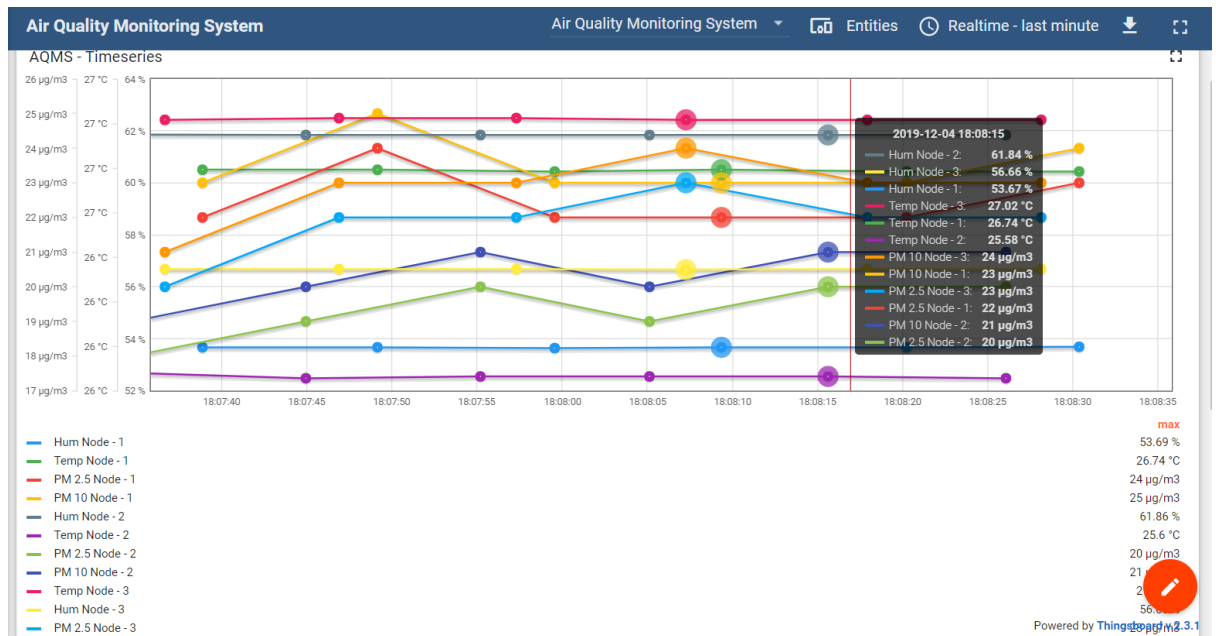 Air Quality Monitoring System Air Quality Monitoring System Entities Realtime - last minute
AQMS - Timeseries
26 µg/m3 27 °C 64 %
25 µg/m3 27 °C 62 %
24 µg/m3 27 °C 60 %
23 µg/m3 27 °C 58 %
22 µg/m3 26 °C 56 %
21 µg/m3 26 °C 54 %
20 µg/m3 26 °C 52 %
19 µg/m3 26 °C
18 µg/m3
17 µg/m3
2019-12-04 18:08:15
Hum Node - 2: 61.84 %
Hum Node - 3: 56.66 %
Hum Node - 1: 53.67 %
Temp Node - 3: 27.02 °C
Temp Node - 1: 26.74 °C
Temp Node - 2: 25.58 °C
PM 10 Node - 3: 24 µg/m3
PM 10 Node - 1: 23 µg/m3
PM 2.5 Node - 3: 23 µg/m3
PM 2.5 Node - 1: 22 µg/m3
PM 10 Node - 2: 21 µg/m3
PM 2.5 Node - 2: 20 µg/m3
18:07:40 18:07:45 18:07:50 18:07:55 18:08:00 18:08:05 18:08:10 18:08:15 18:08:20 18:08:25 18:08:30 18:08:35
max
Hum Node - 1 53.69 %
Temp Node - 1 26.74 °C
PM 2.5 Node - 1 24 µg/m3
PM 10 Node - 1 25 µg/m3
Hum Node - 2 61.86 %
Temp Node - 2 25.6 °C
PM 2.5 Node - 2 20 µg/m3
PM 10 Node - 2 21
Temp Node - 3
Hum Node - 3
PM 2.5 Node - 3
Powered by Thingsboard v.2.3.1